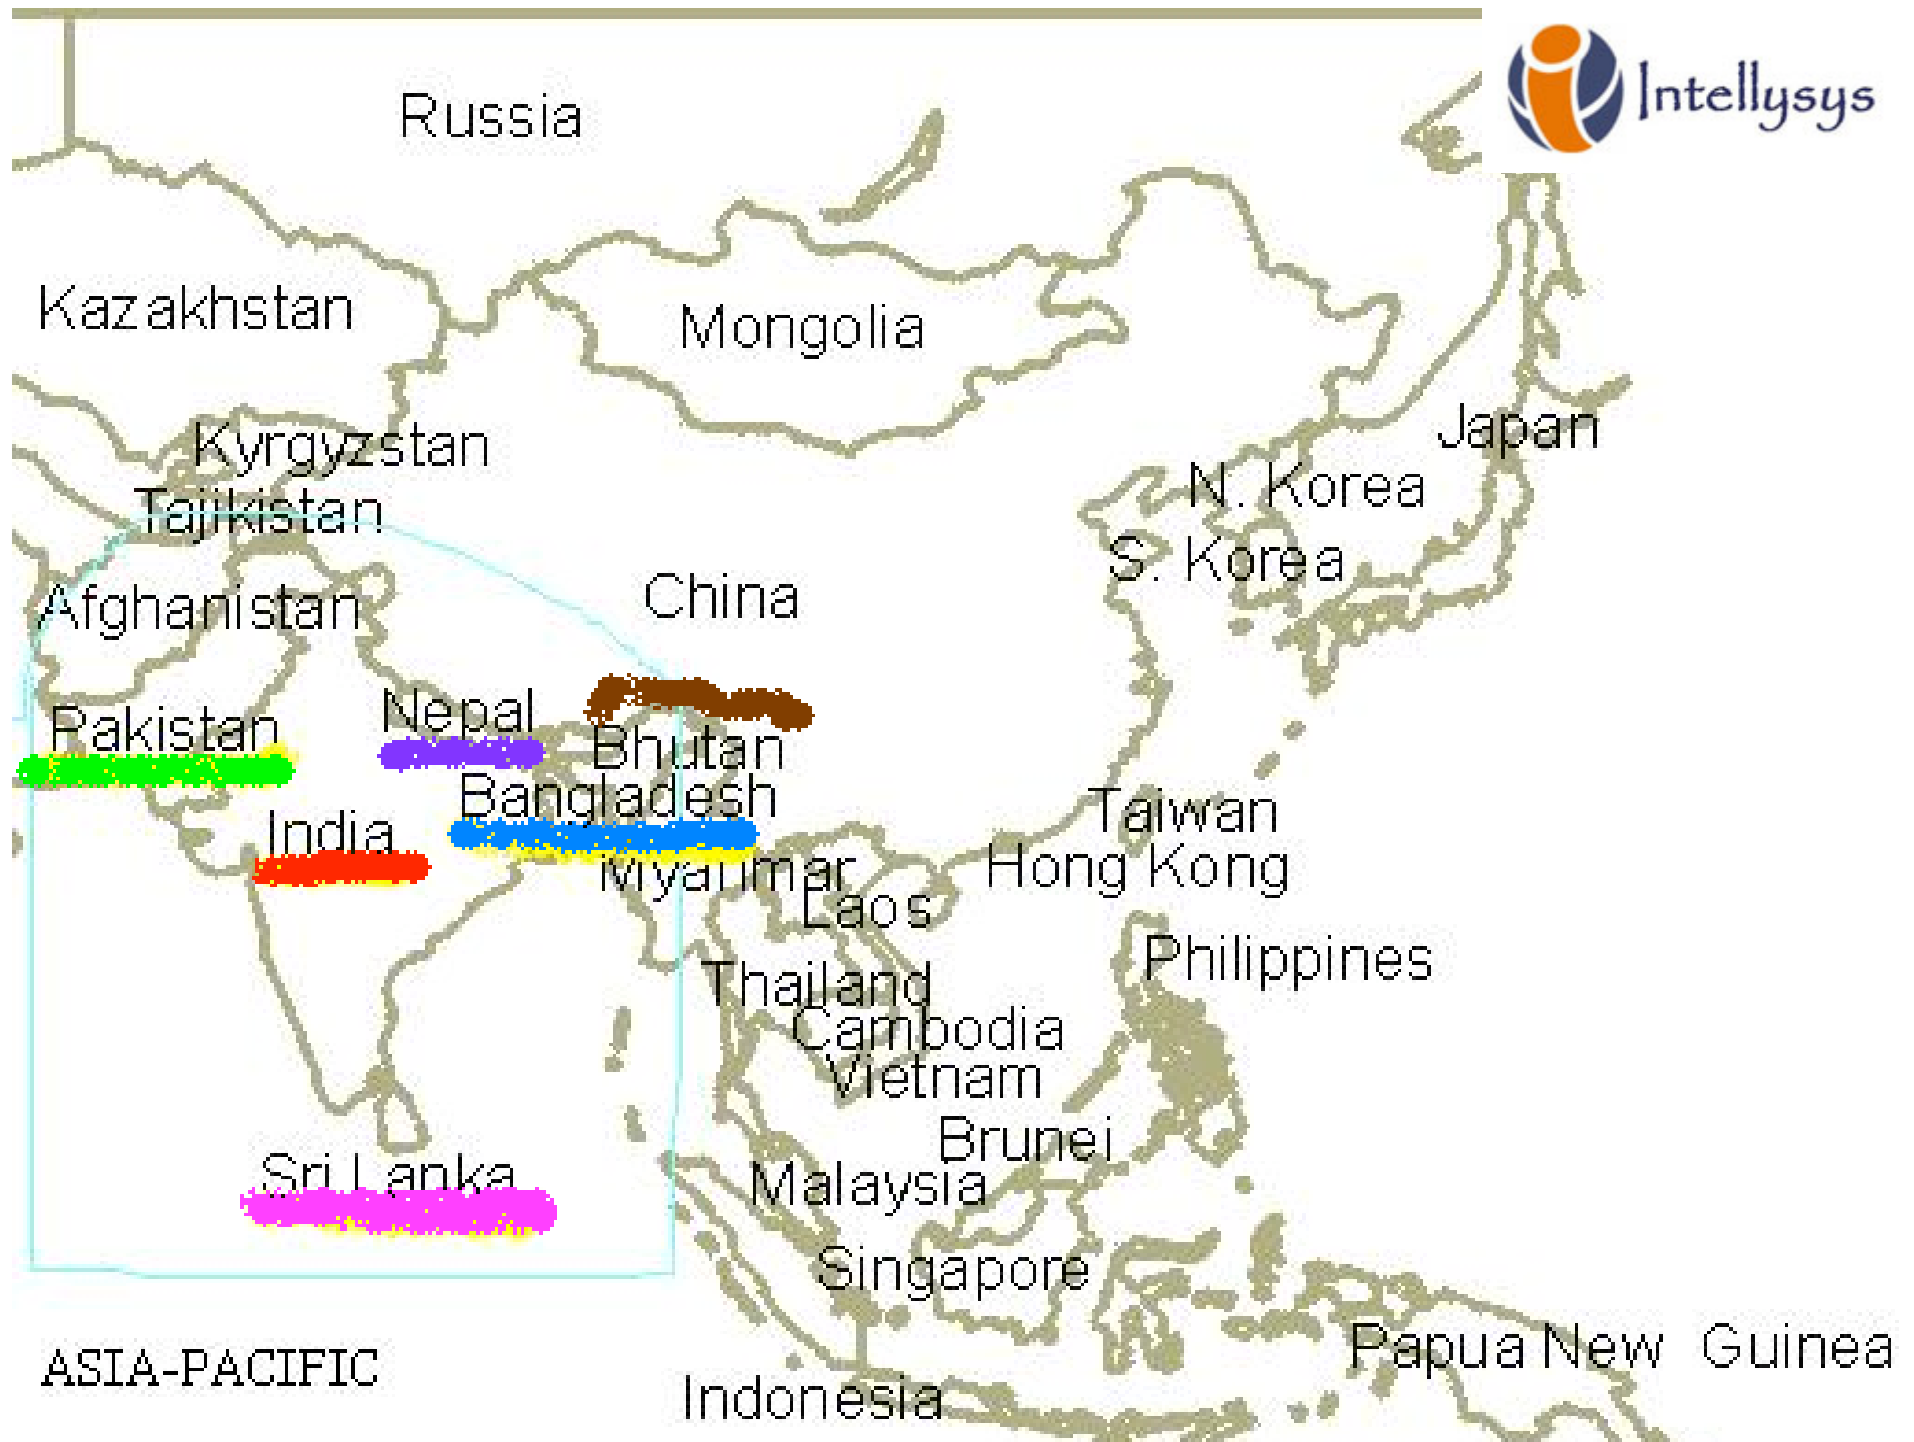 Intellysys
Russia
Kazakhstan
Mongolia
Kyrgyzstan
Japan
N. Korea
Tajikistan
S. Korea
China
Afghanistan
Nepal
Pakistan
Bhutan
Bangladesh
India
Taiwan
Myanmar
Hong Kong
Laos
Philippines
Thailand
Cambodia
Vietnam
Brunei
Sri Lanka
Malaysia
Singapore
Papua New Guinea
ASIA-PACIFIC
Indonesia